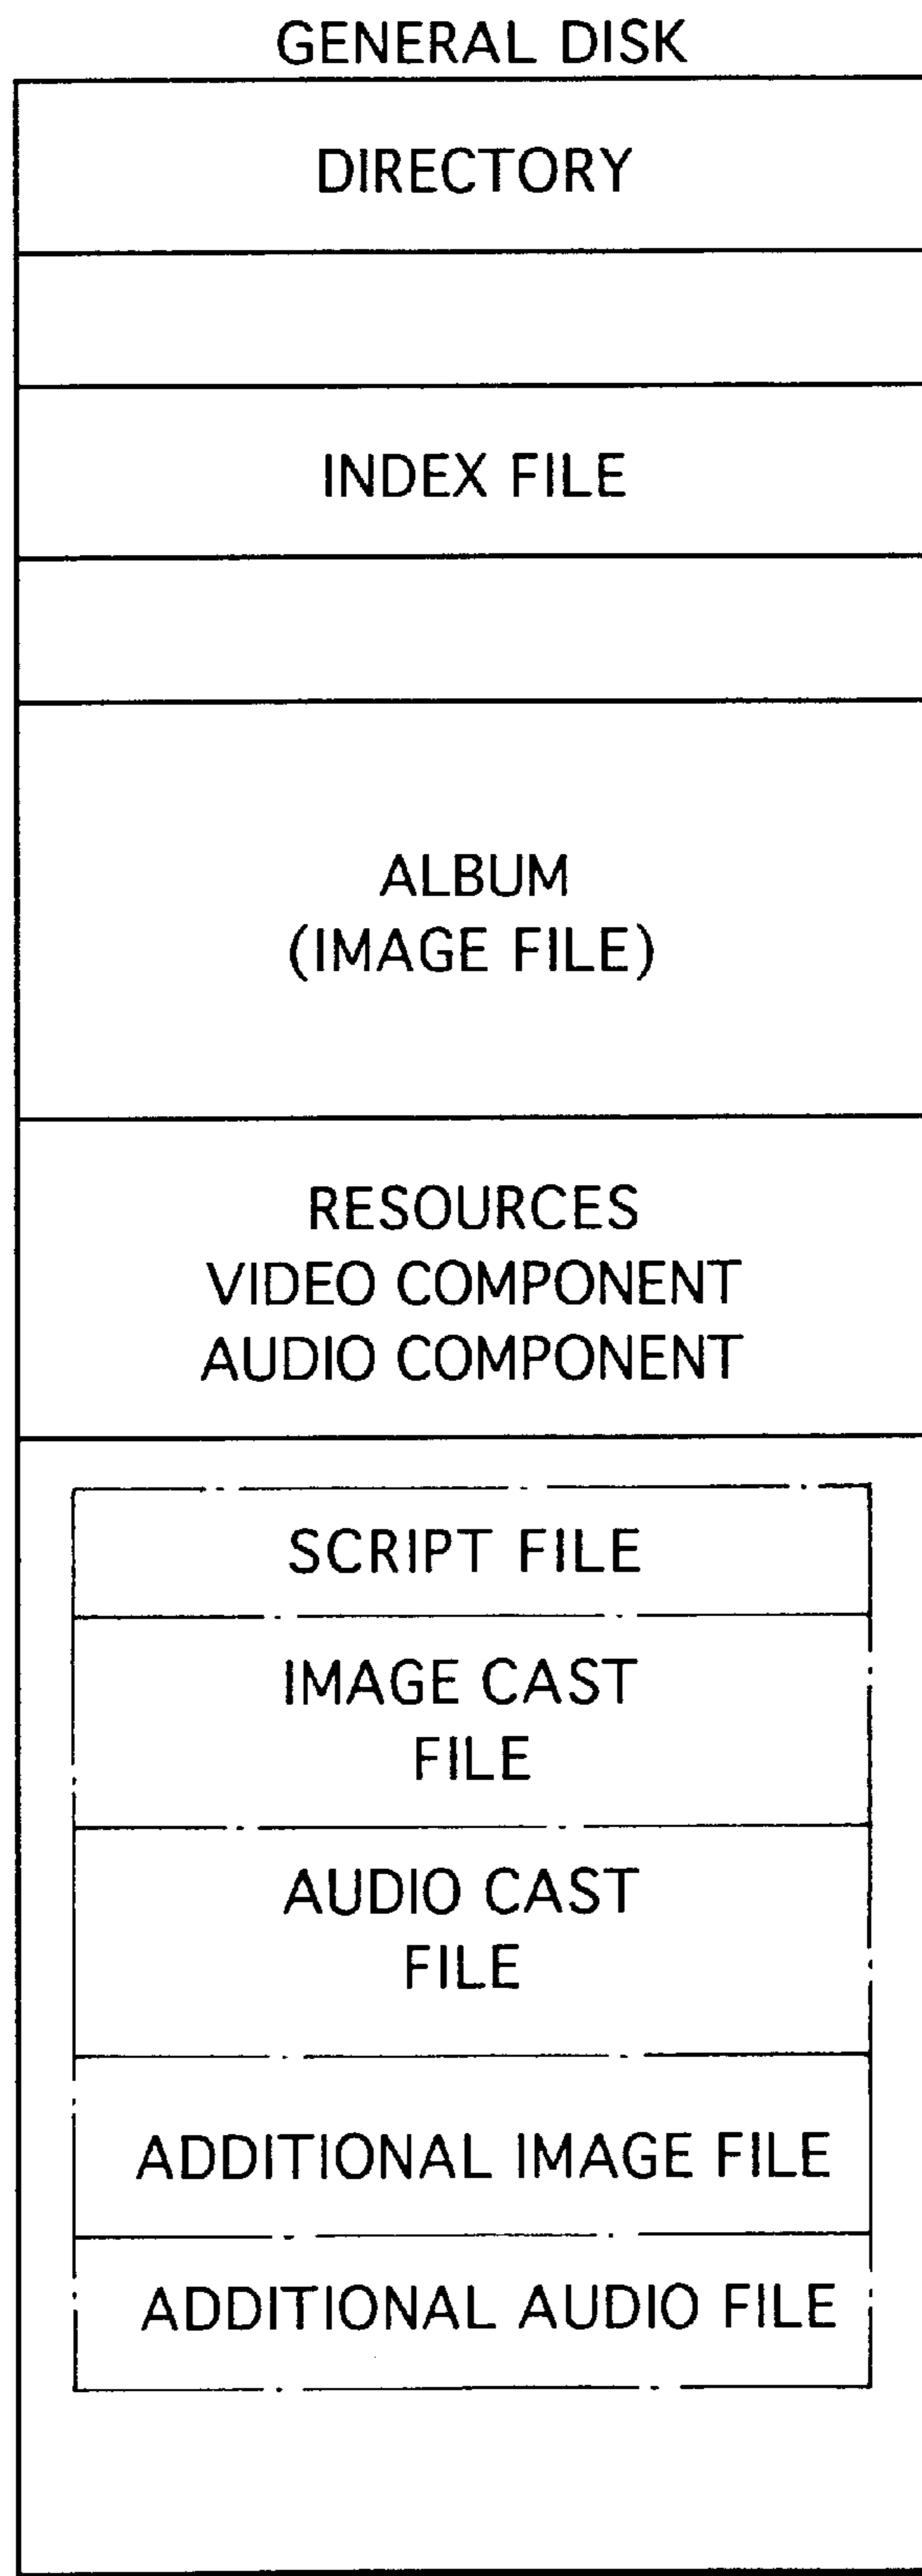 GENERAL DISK
DIRECTORY
INDEX FILE
ALBUM
(IMAGE FILE)
RESOURCES
VIDEO COMPONENT
AUDIO COMPONENT
SCRIPT FILE
IMAGE CAST
FILE
AUDIO CAST
FILE
ADDITIONAL IMAGE FILE
ADDITIONAL AUDIO FILE